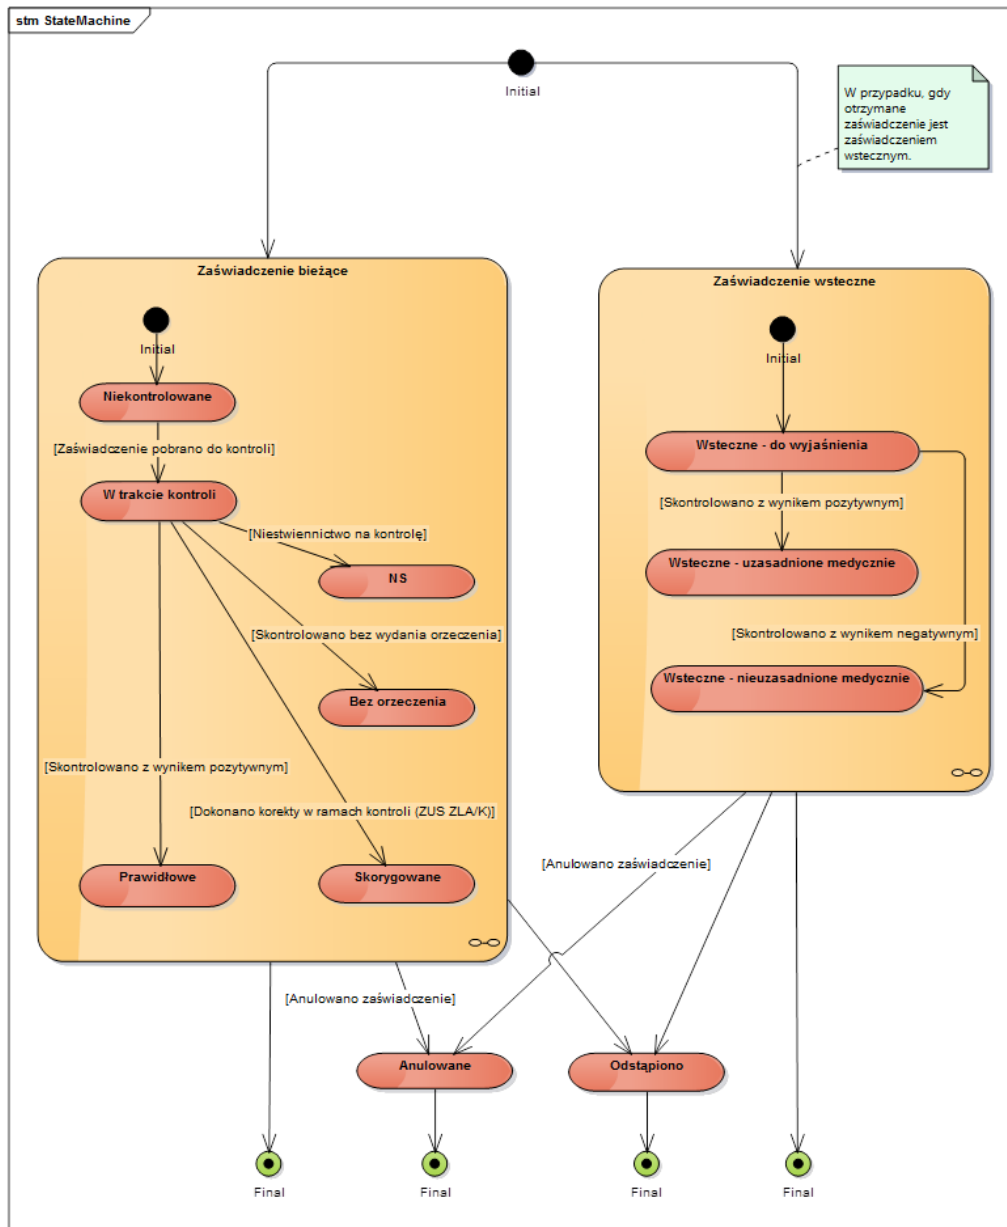 stm StateMachine
Initial
W przypadku, gdy
otrzymane
zaświadczenie jest
zaświadczeniem
wstecznym.
Zaświadczenie bieżące
Initial
Niekontrolowane
[Zaświadczenie pobrano do kontroli]
W trakcie kontroli
[Niestwiennictwo na kontrolę]
NS
[Skontrolowano bez wydania orzeczenia]
Bez orzeczenia
[Skontrolowano z wynikem pozytywnym]
[Dokonano korekty w ramach kontroli (ZUS ZLA/K)]
Prawidłowe
Skorygowane
Zaświadczenie wsteczne
Initial
Wsteczne - do wyjaśnienia
[Skontrolowano z wynikem pozytywnym]
Wsteczne - uzasadnione medycznie
[Skontrolowano z wynikem negatywnym]
Wsteczne - nieuzasadnione medycznie
[Anulowano zaświadczenie]
[Anulowano zaświadczenie]
Anulowane
Odstąpiono
Final
Final
Final
Final